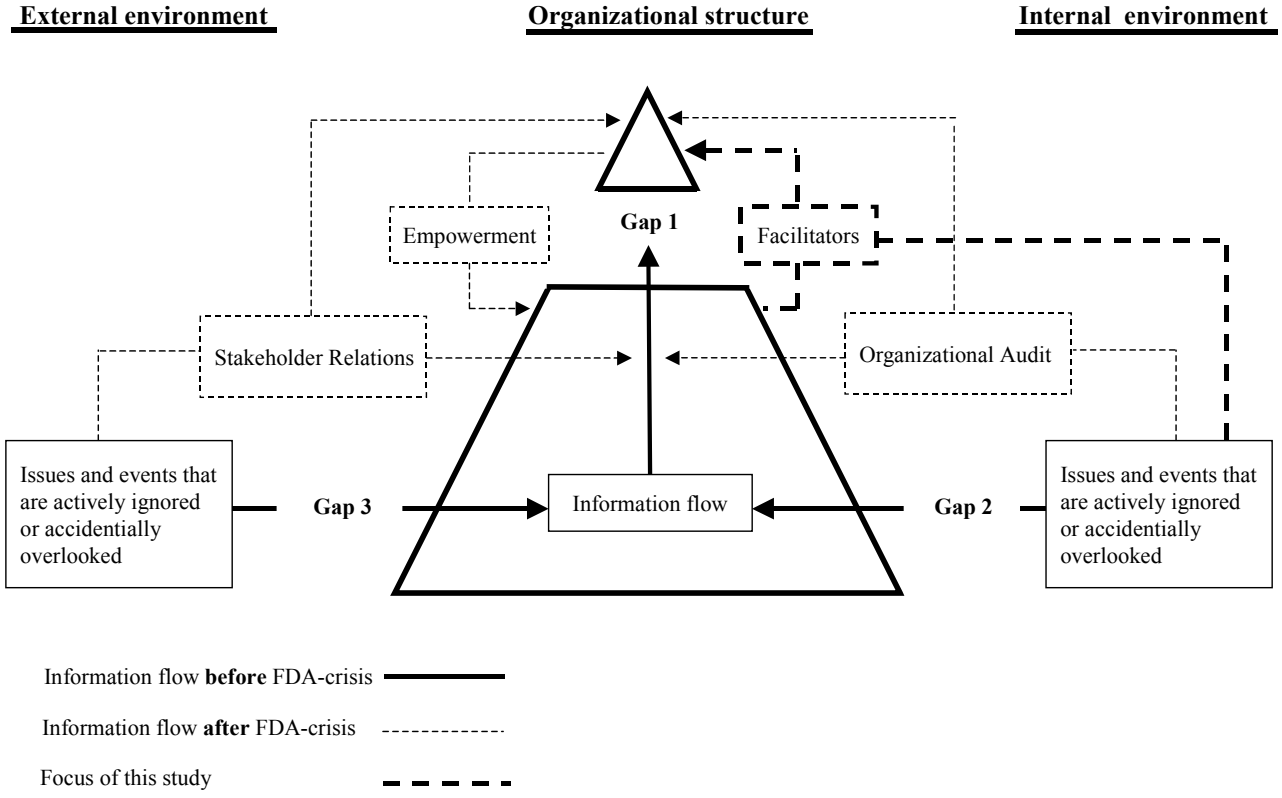 External environment
Organizational structure
Internal environment
Gap 1
Empowerment
Facilitators
Stakeholder Relations
Organizational Audit
Issues and events that
are actively ignored
or accidentially
overlooked
Gap 3
Information flow
Gap 2
Issues and events that
are actively ignored
or accidentially
overlooked
Information flow before FDA-crisis
Information flow after FDA-crisis
Focus of this study